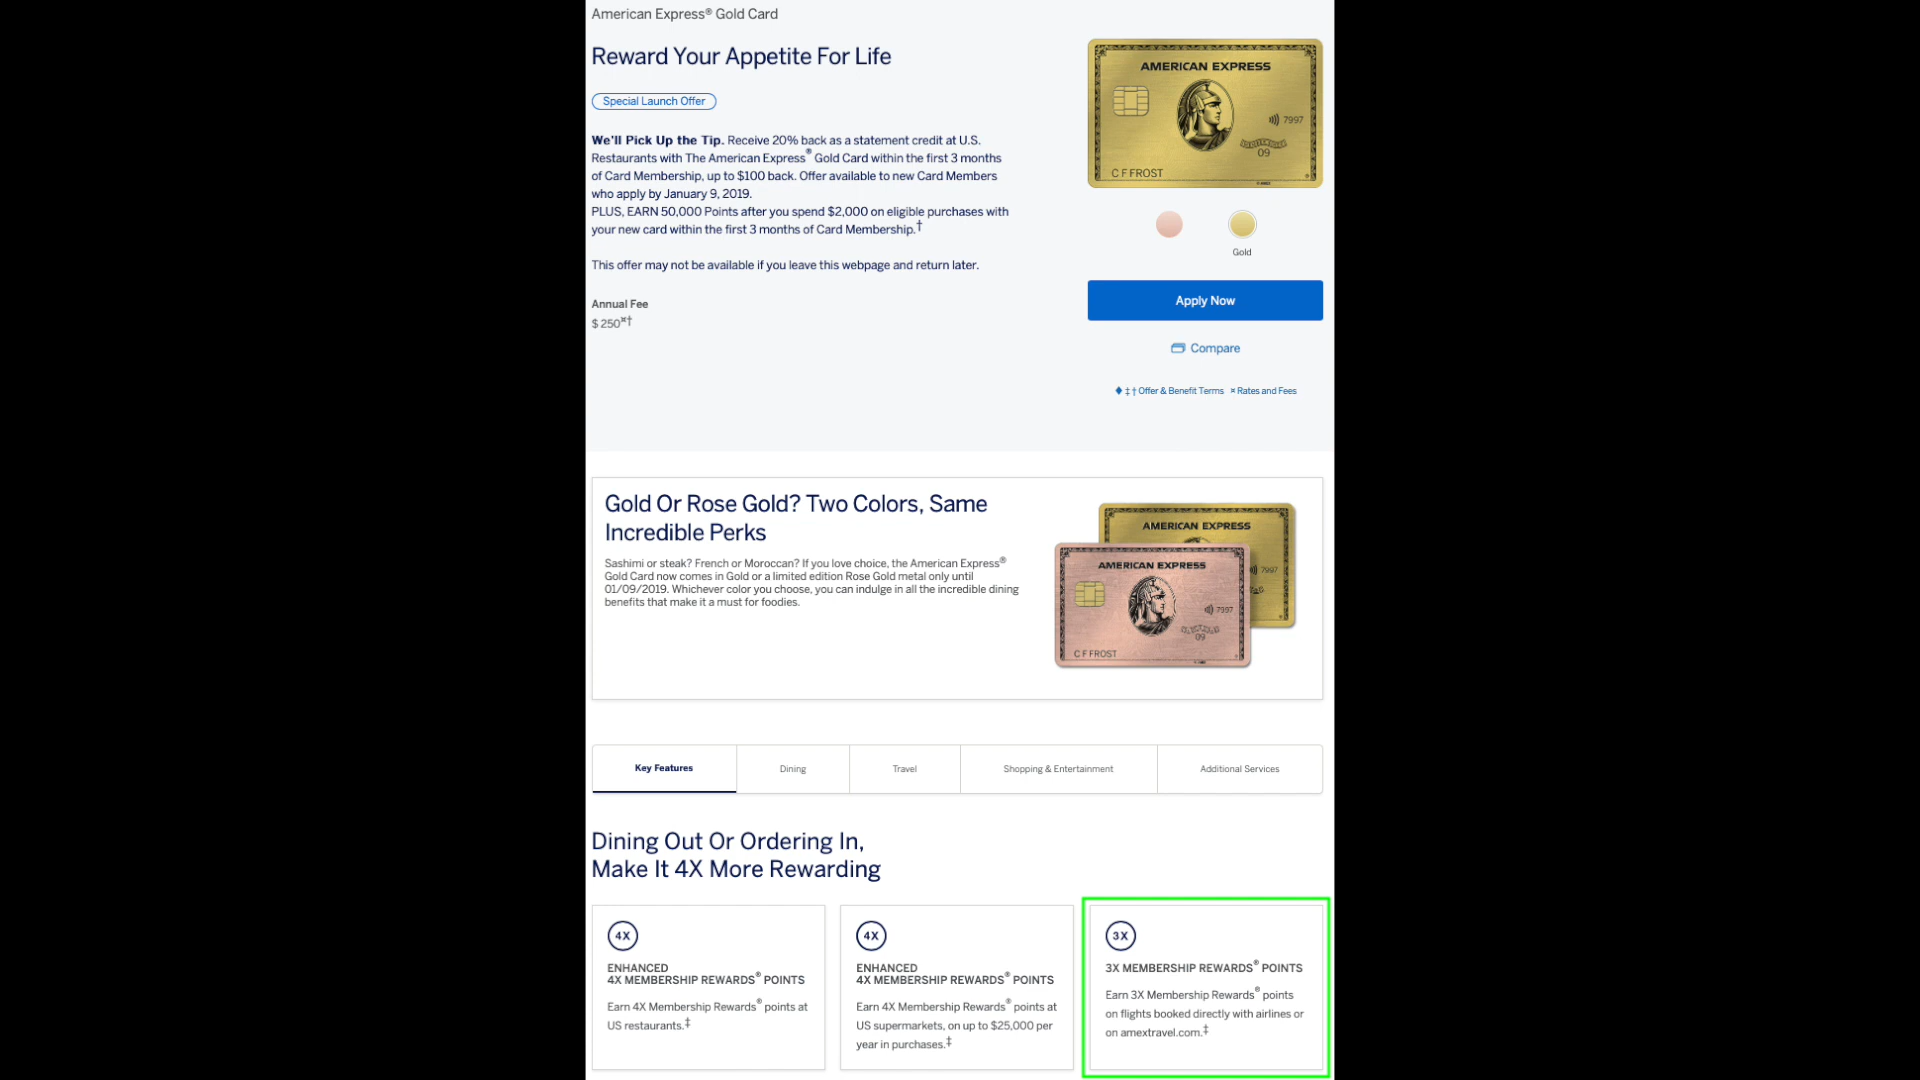 American Express® Gold Card
Reward Your Appetite For Life
Special Launch Offer
We'll Pick Up the Tip. Receive 20% back as a statement credit at U.S.
Restaurants with The American Express® Gold Card within the first 3 months
of Card Membership, up to $100 back. Offer available to new Card Members
who apply by January 9, 2019.
PLUS, EARN 50,000 Points after you spend $2,000 on eligible purchases with
your new card within the first 3 months of Card Membership.†
This offer may not be available if you leave this webpage and return later.
Annual Fee
$ 250¤†
AMERICAN EXPRESS
7997
09
C F FROST
Gold
Apply Now
Compare
♦ ‡ † Offer & Benefit Terms ¤ Rates and Fees
Gold Or Rose Gold? Two Colors, Same
Incredible Perks
Sashimi or steak? French or Moroccan? If you love choice, the American Express®
Gold Card now comes in Gold or a limited edition Rose Gold metal only until
01/09/2019. Whichever color you choose, you can indulge in all the incredible dining
benefits that make it a must for foodies.
AMERICAN EXPRESS
7997
AMERICAN EXPRESS
7997
09
C F FROST
Key Features
Dining
Travel
Shopping & Entertainment
Additional Services
Dining Out Or Ordering In,
Make It 4X More Rewarding
4X
ENHANCED
4X MEMBERSHIP REWARDS® POINTS
Earn 4X Membership Rewards® points at
US restaurants.‡
4X
ENHANCED
4X MEMBERSHIP REWARDS® POINTS
Earn 4X Membership Rewards® points at
US supermarkets, on up to $25,000 per
year in purchases.‡
3X
3X MEMBERSHIP REWARDS® POINTS
Earn 3X Membership Rewards® points
on flights booked directly with airlines or
on amextravel.com.‡